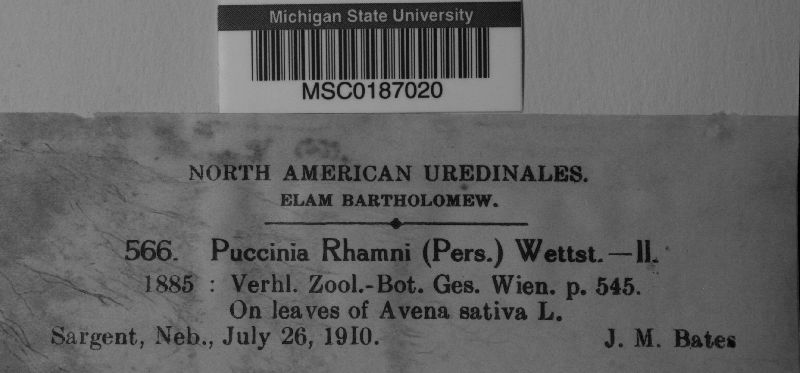 Michigan State University
MSC0187020
NORTH AMERICAN UREDINALES.
ELAM BARTHOLOMEW.
566. Puccinia Rhamni (Pers.) Wettst.—II.
1885 : Verhl. Zool.-Bot. Ges. Wien. p. 545.
On leaves of Avena sativa L.
Sargent, Neb., July 26, 1910. J. M. Bates